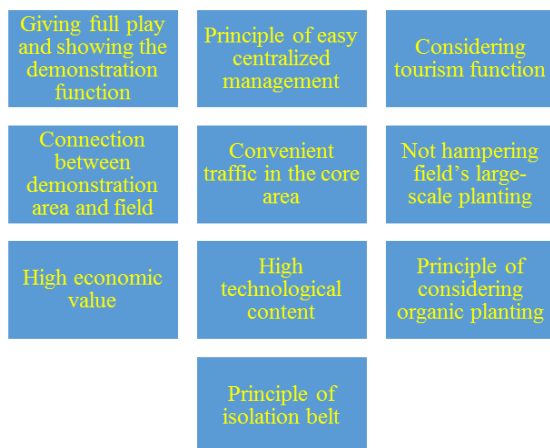 Giving full play
and showing the
demonstration
function
Principle of easy
centralized
management
Considering
tourism function
Connection
between
demonstration
area and field
Convenient
traffic in the core
area
Not hampering
field's large-
scale planting
High economic
value
High
technological
content
Principle of
considering
organic planting
Principle of
isolation belt